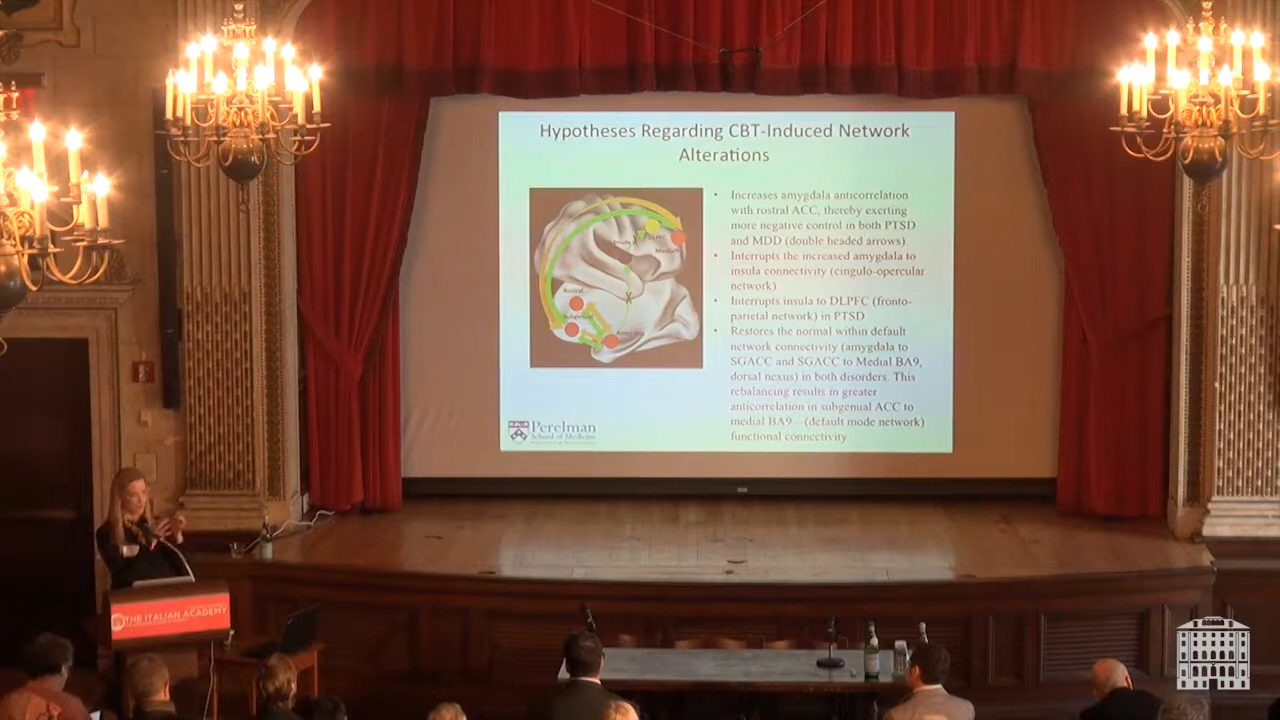 Hypotheses Regarding CBT-Induced Network
Alterations
• Increases amygdala anticorrelation
with rostral ACC, thereby exerting
more negative control in both PTSD
and MDD (double headed arrows)
• Interrupts the increased amygdala to
insula connectivity (cingulo-opercular
network)
• Interrupts insula to DLPFC (fronto-
parietal network) in PTSD
• Restores the normal within default
network connectivity (amygdala to
SGACC and SGACC to Medial BA9,
dorsal nexus) in both disorders. This
rebalancing results in greater
anticorrelation in subgenual ACC to
medial BA9– (default mode network)
functional connectivity
Insula
DLPFC
Rostral
Subgenual
Perelman
School of Medicine
THE ITALIAN ACADEMY